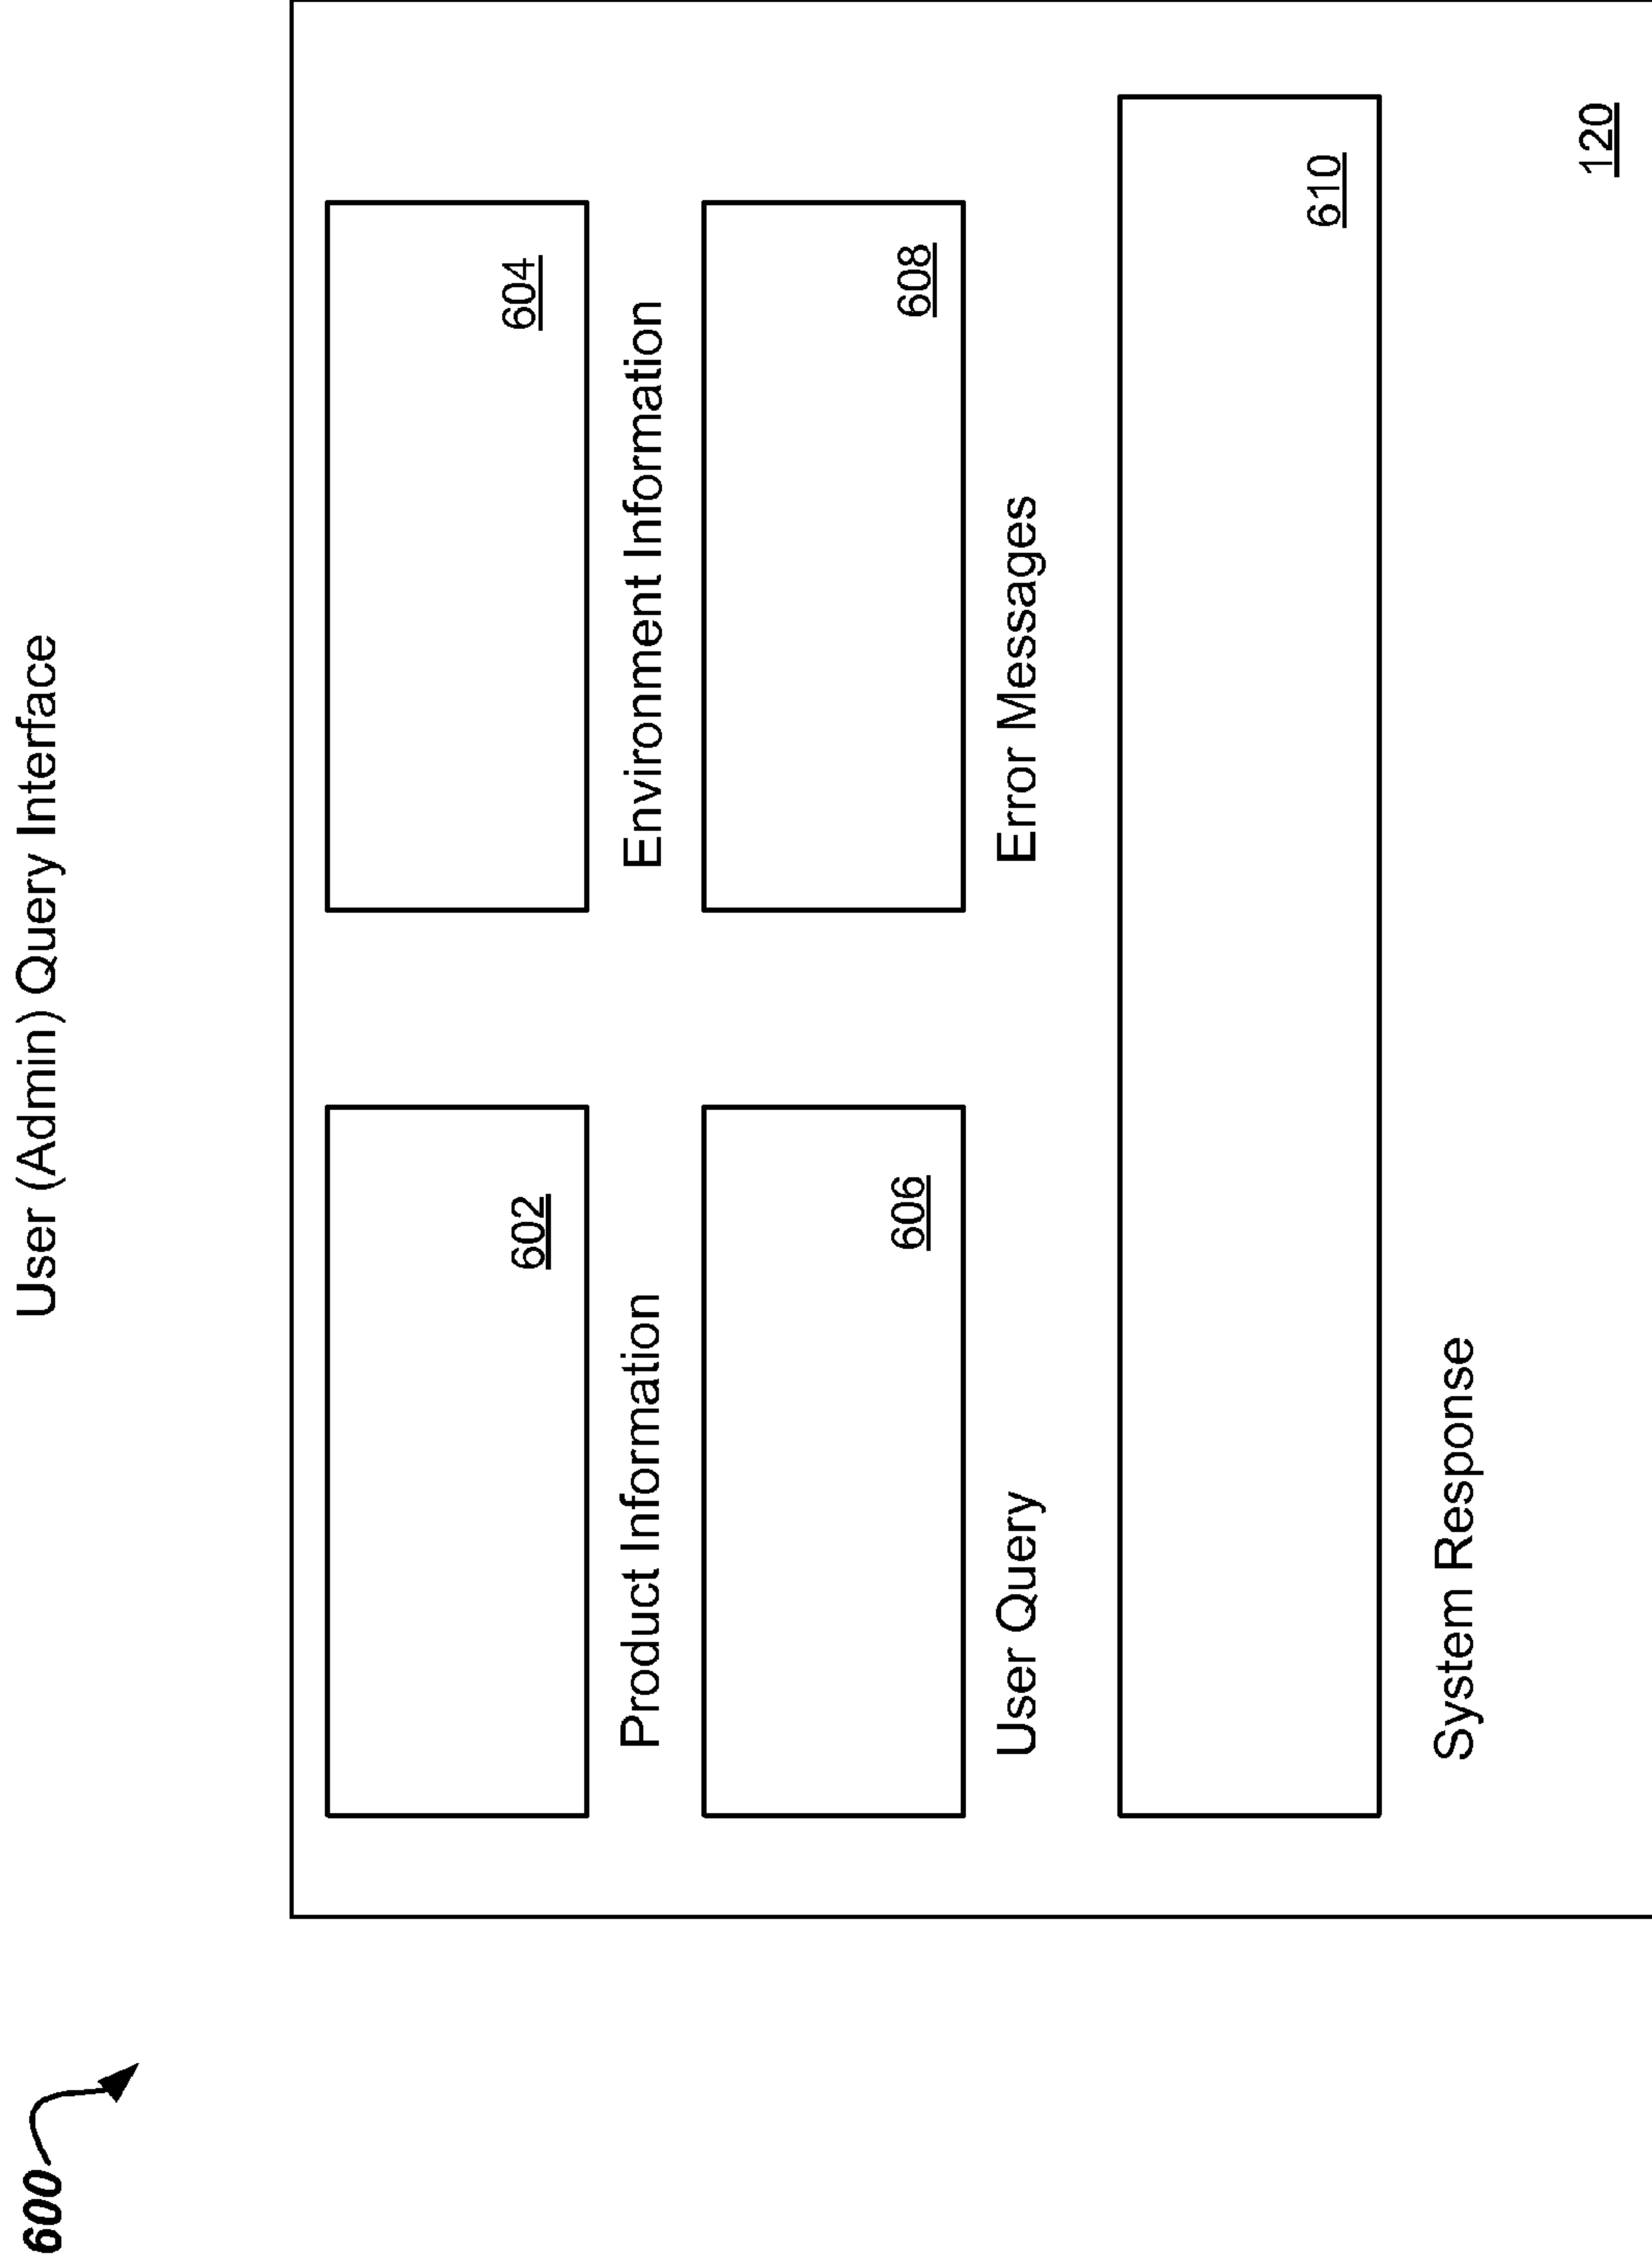 600
User (Admin) Query Interface
602
604
Product Information
Environment Information
606
608
User Query
Error Messages
610
System Response
120